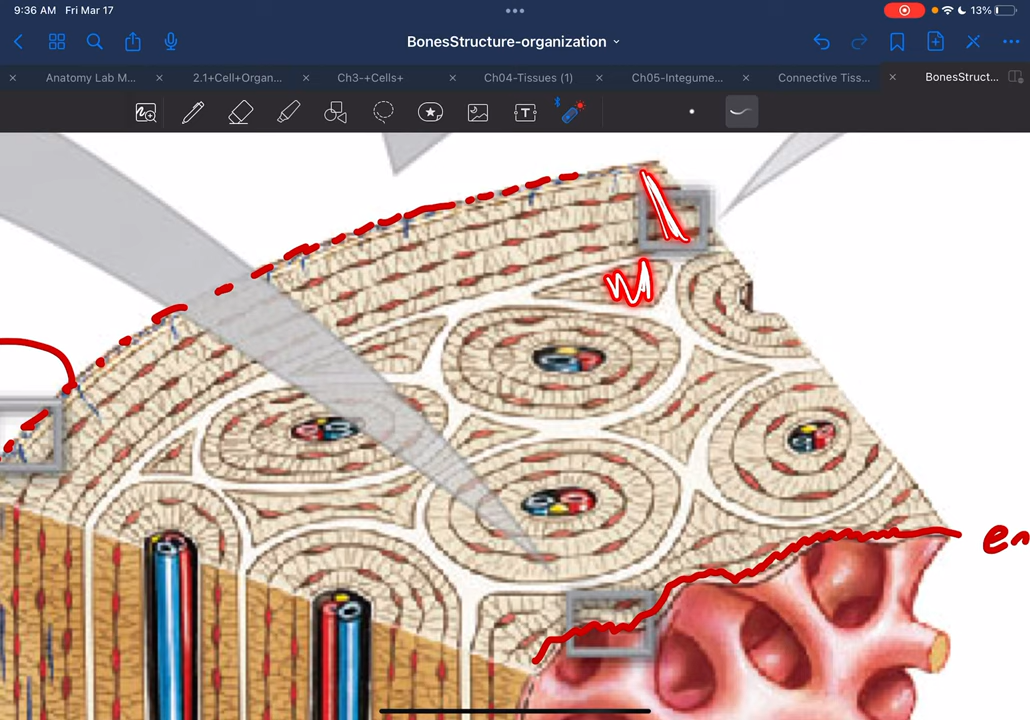 9:36 AM Fri Mar 17
13%
BonesStructure-organization
Anatomy Lab M...
2.1+Cell+Organ...
Ch3-+Cells+
Ch04-Tissues (1)
Ch05-Integume...
Connective Tiss...
BonesStruct...
T
en